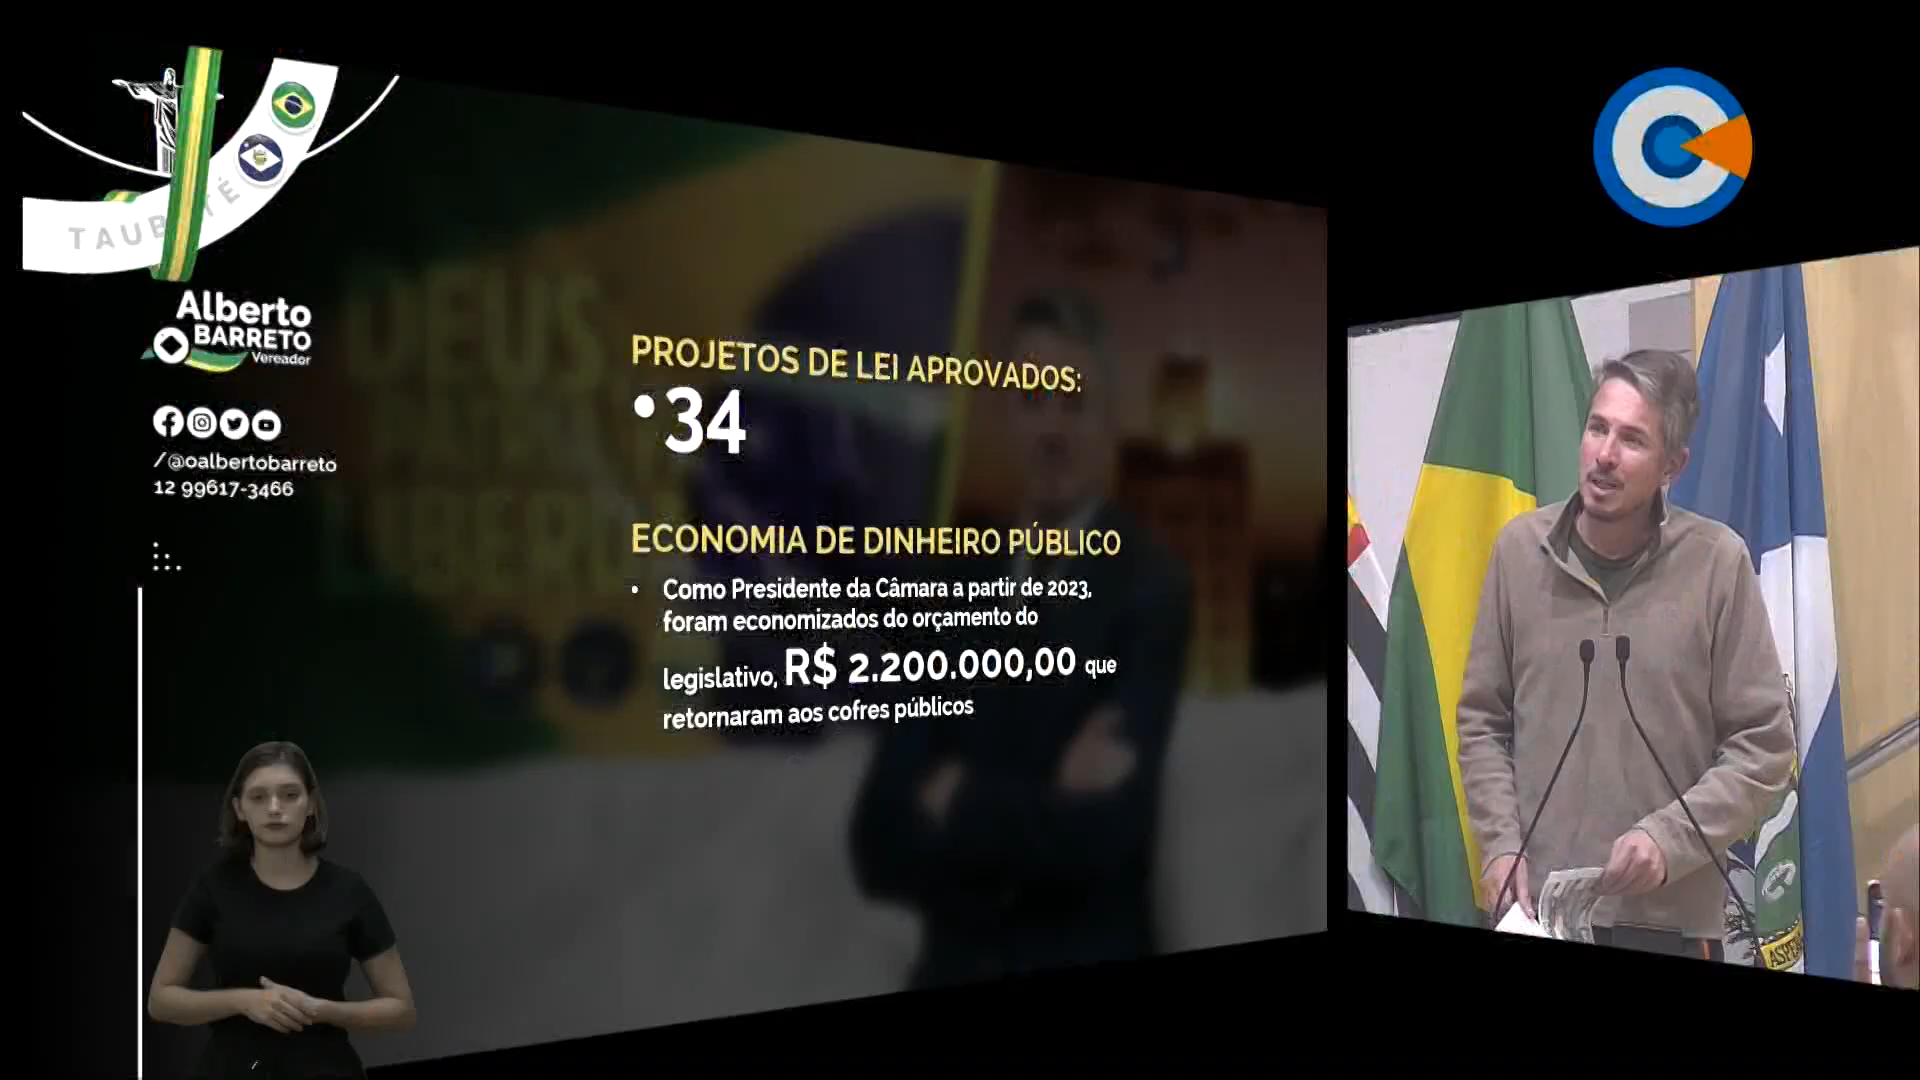 TAUBATÉ
Alberto
BARRETO
Vereador
/@oalbertobarreto
12 99617-3466
PROJETOS DE LEI APROVADOS:
•34
ECONOMIA DE DINHEIRO PÚBLICO
• Como Presidente da Câmara a partir de 2023,
foram economizados do orçamento do
legislativo, R$ 2.200.000,00 que
retornaram aos cofres públicos